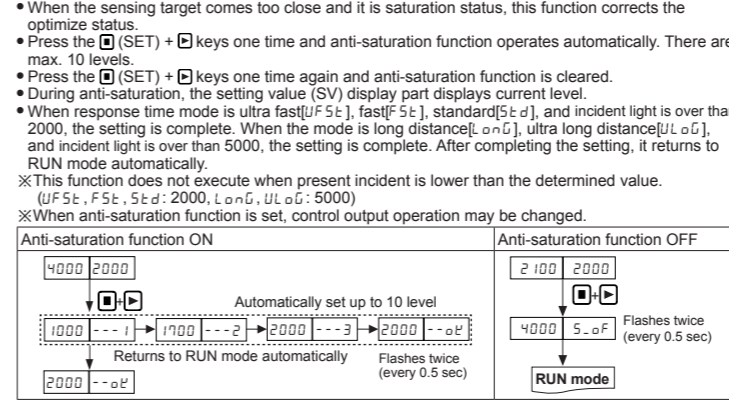 • When the sensing target comes too close and it is saturation status, this function corrects the
optimize status.
• Press the ■ (SET) + ▶ keys one time and anti-saturation function operates automatically. There are
max. 10 levels.
• Press the ■ (SET) + ▶ keys one time again and anti-saturation function is cleared.
• During anti-saturation, the setting value (SV) display part displays current level.
• When response time mode is ultra fast[UFSt], fast[FSt], standard[Std], and incident light is over than
2000, the setting is complete. When the mode is long distance[LonG], ultra long distance[ULoG],
and incident light is over than 5000, the setting is complete. After completing the setting, it returns to
RUN mode automatically.
※This function does not execute when present incident is lower than the determined value.
(UFSt, FSt, Std: 2000, LonG, ULoG: 5000)
※When anti-saturation function is set, control output operation may be changed.
Anti-saturation function ON
4000 2000
■+▶
Automatically set up to 10 level
1000 --- 1 1700 ---2 2000 ---3 2000 --oK
Returns to RUN mode automatically
Flashes twice
(every 0.5 sec)
2000 --oK
Anti-saturation function OFF
2100 2000
■+▶
4000 S_oF
Flashes twice
(every 0.5 sec)
RUN mode